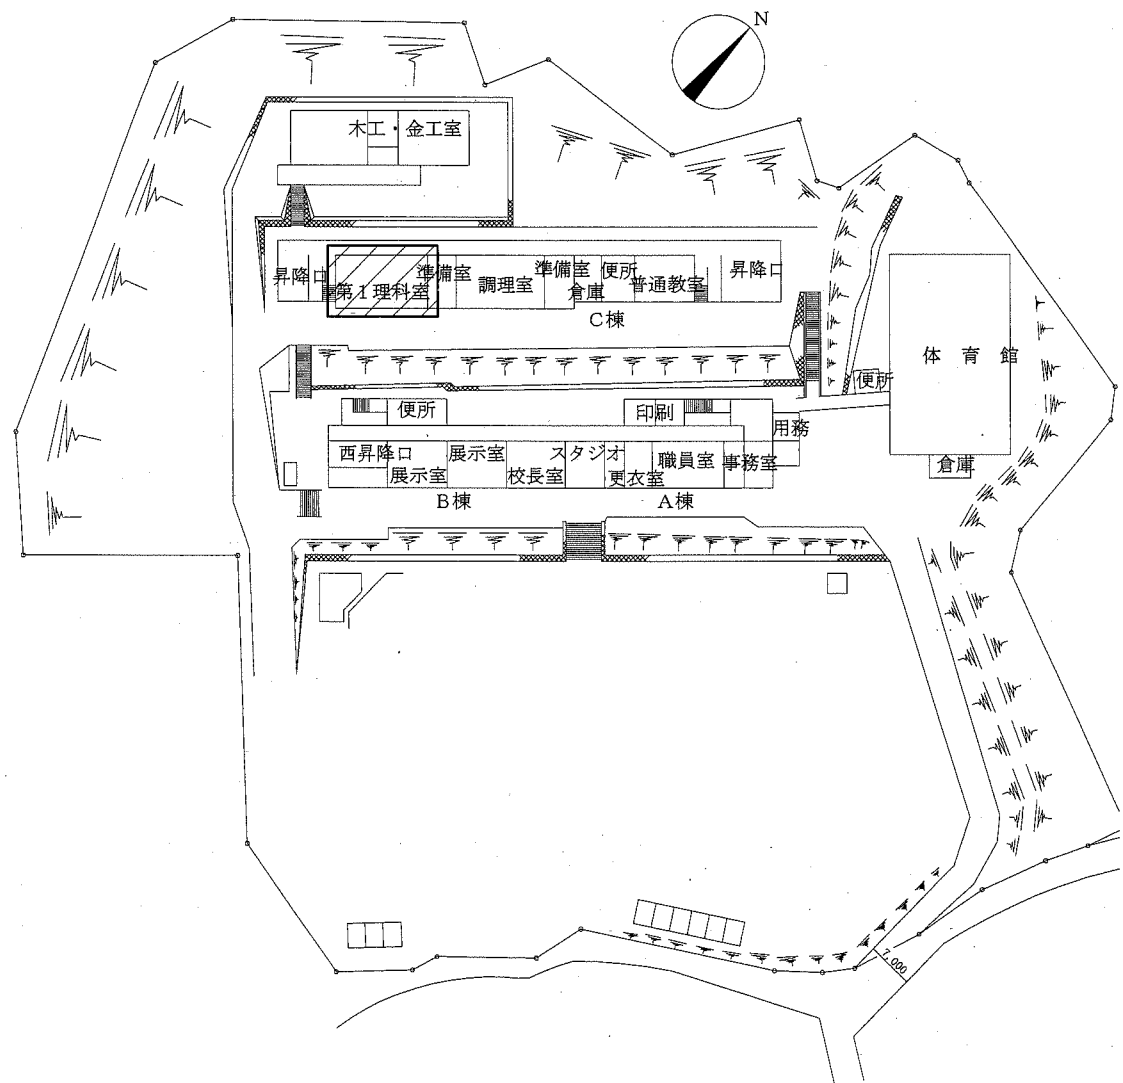 N
木工・金工室
昇降口
準備室
準備室
便所
昇降口
第1理科室
調理室
倉庫
普通教室
C棟
体育館
便所
便所
印刷
用務
西昇降口
展示室
スタジオ
職員室
事務室
倉庫
展示室
校長室
更衣室
B棟
A棟
7,000